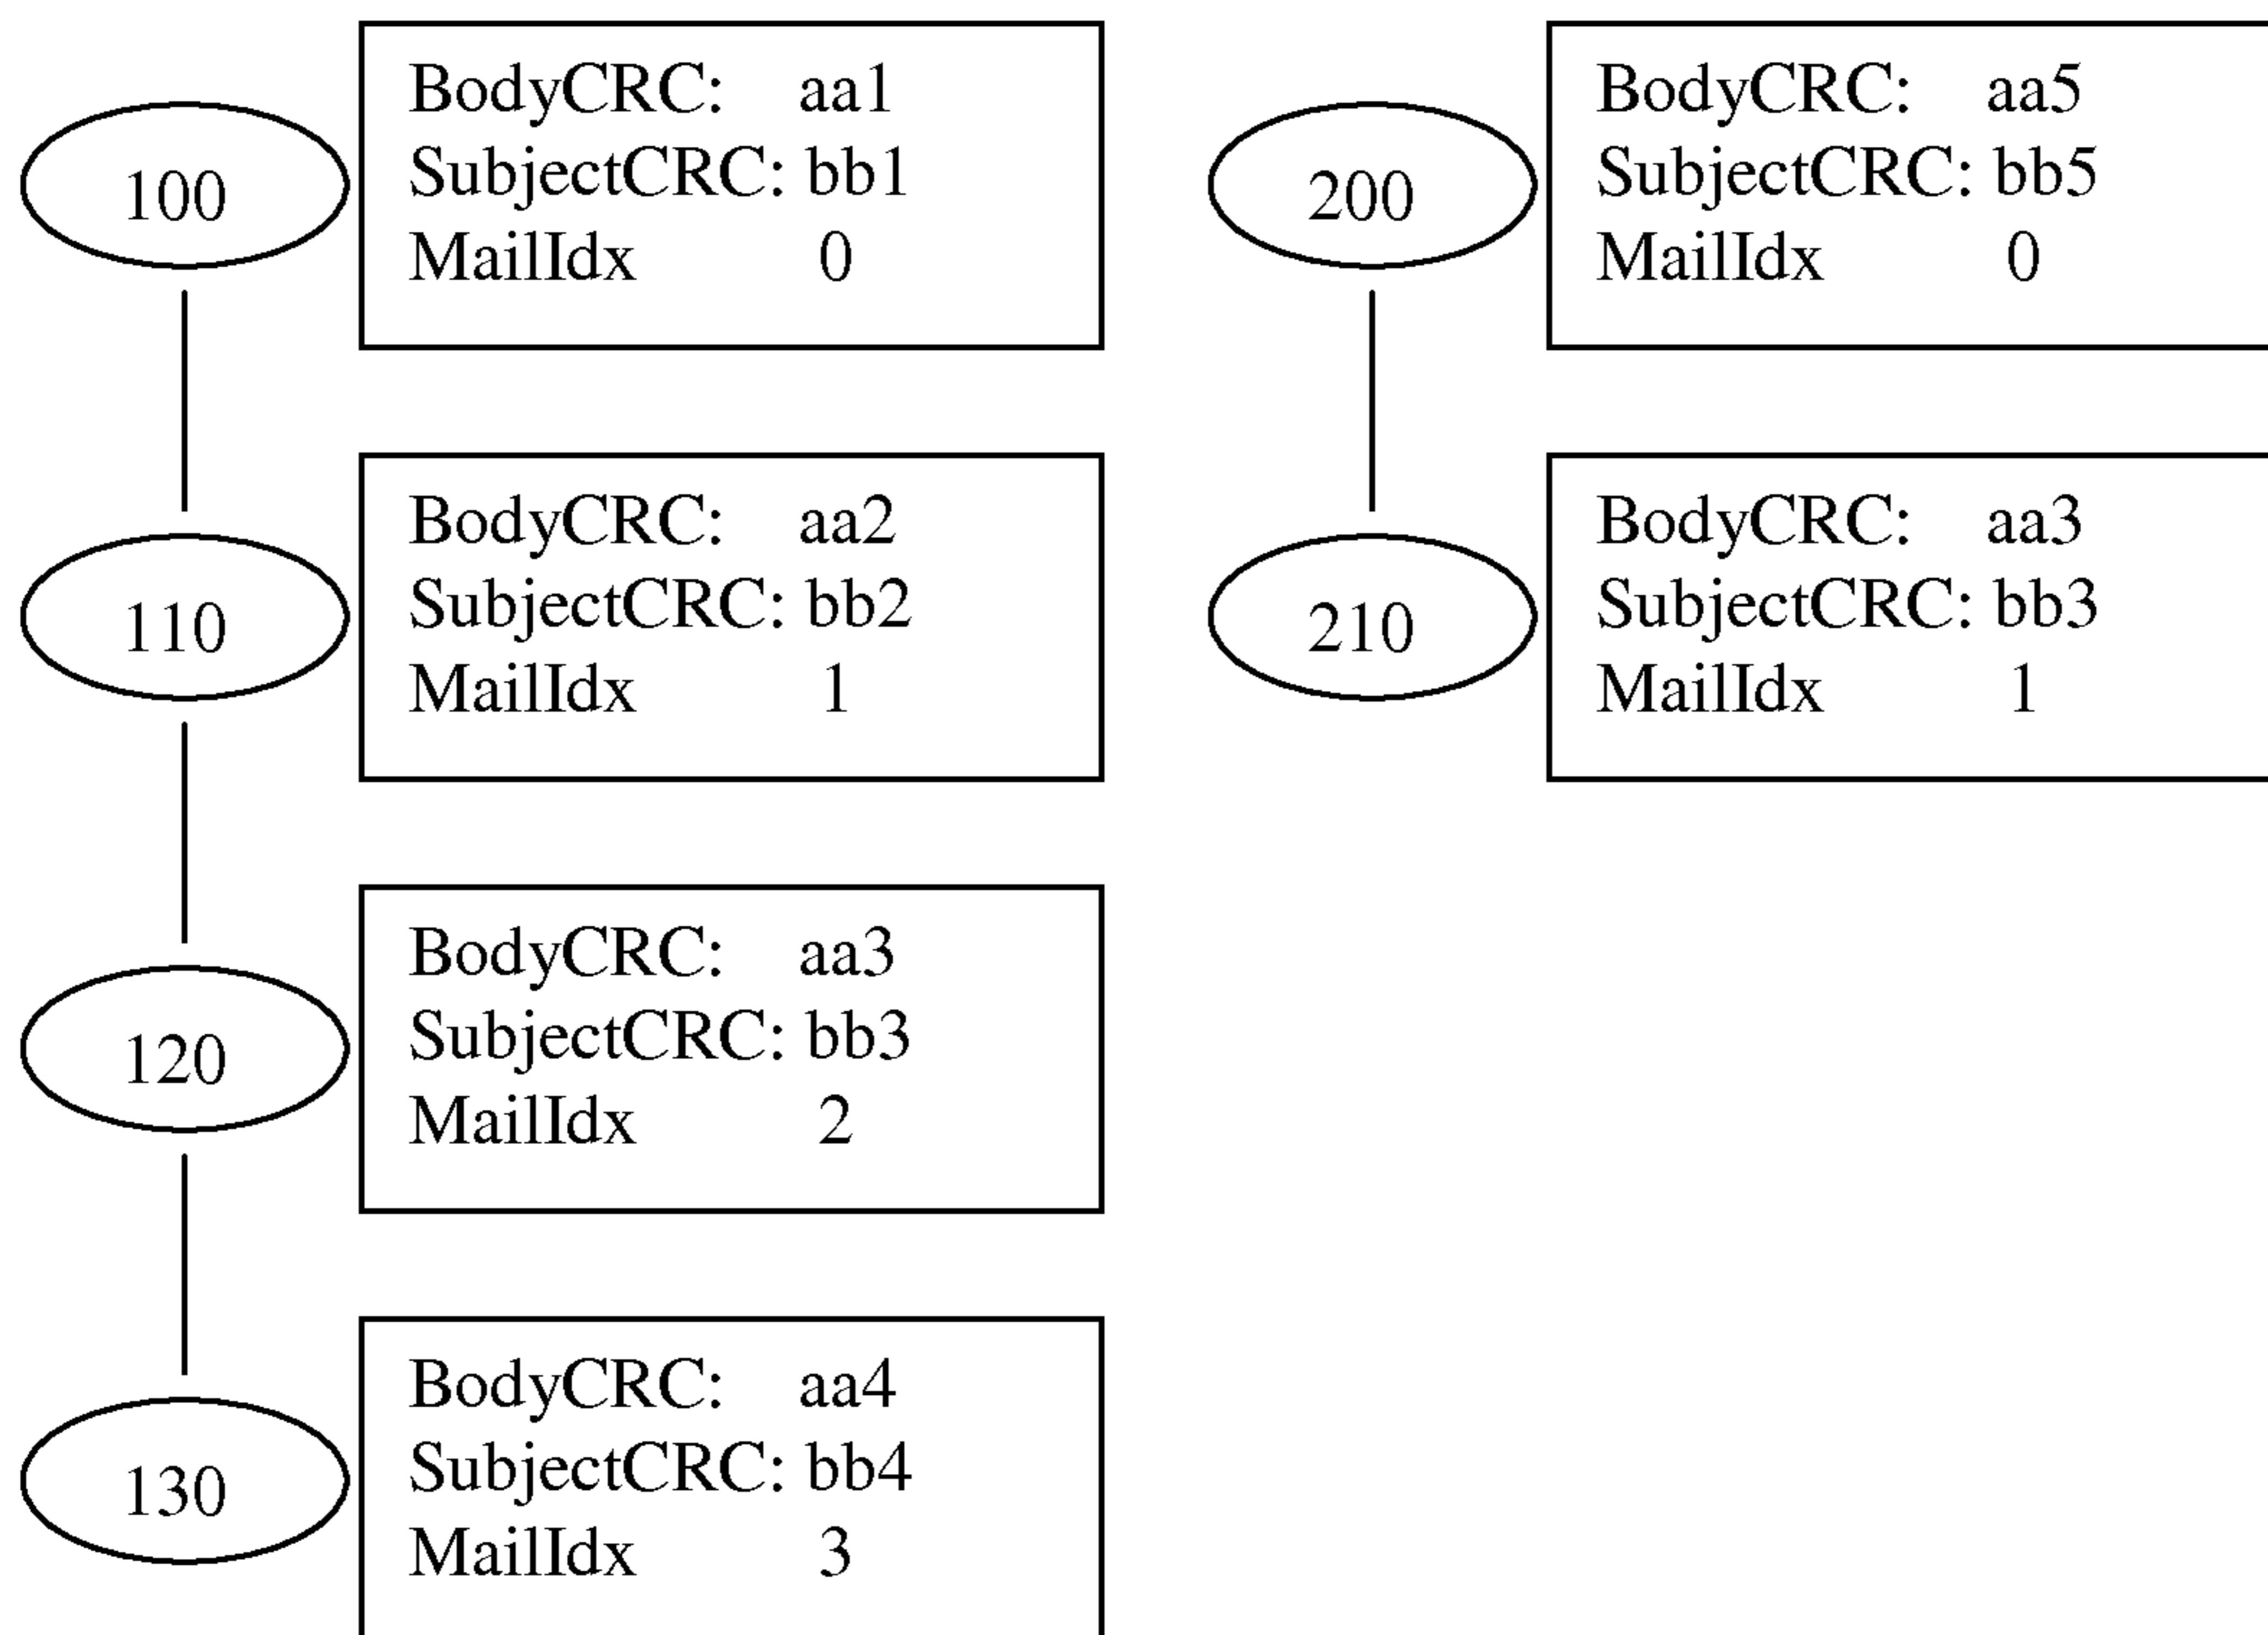 100
BodyCRC: aa1
SubjectCRC: bb1
MailIdx 0
110
BodyCRC: aa2
SubjectCRC: bb2
MailIdx 1
120
BodyCRC: aa3
SubjectCRC: bb3
MailIdx 2
130
BodyCRC: aa4
SubjectCRC: bb4
MailIdx 3
200
BodyCRC: aa5
SubjectCRC: bb5
MailIdx 0
210
BodyCRC: aa3
SubjectCRC: bb3
MailIdx 1